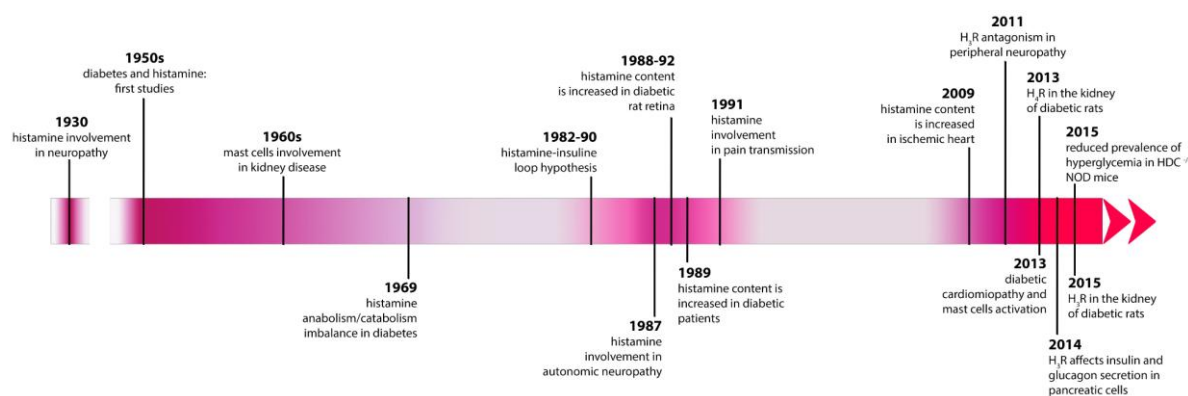 1930
histamine involvement
in neuropathy
1950s
diabetes and histamine:
first studies
1960s
mast cells involvement
in kidney disease
1969
histamine
anabolism/catabolism
imbalance in diabetes
1982-90
histamine-insuline
loop hypothesis
1987
histamine
involvement in
autonomic neuropathy
1988-92
histamine content
is increased in diabetic
rat retina
1989
histamine content is
increased in diabetic
patients
1991
histamine
involvement
in pain transmission
2009
histamine content
is increased
in ischemic heart
2011
H₃R antagonism in
peripheral neuropathy
2013
H₄R in the kidney
of diabetic rats
2013
diabetic
cardiomiopathy and
mast cells activation
2014
H₃R affects insulin and
glucagon secretion in
pancreatic cells
2015
reduced prevalence of
hyperglycemia in HDC
NOD mice
2015
H₃R in the kidney
of diabetic rats